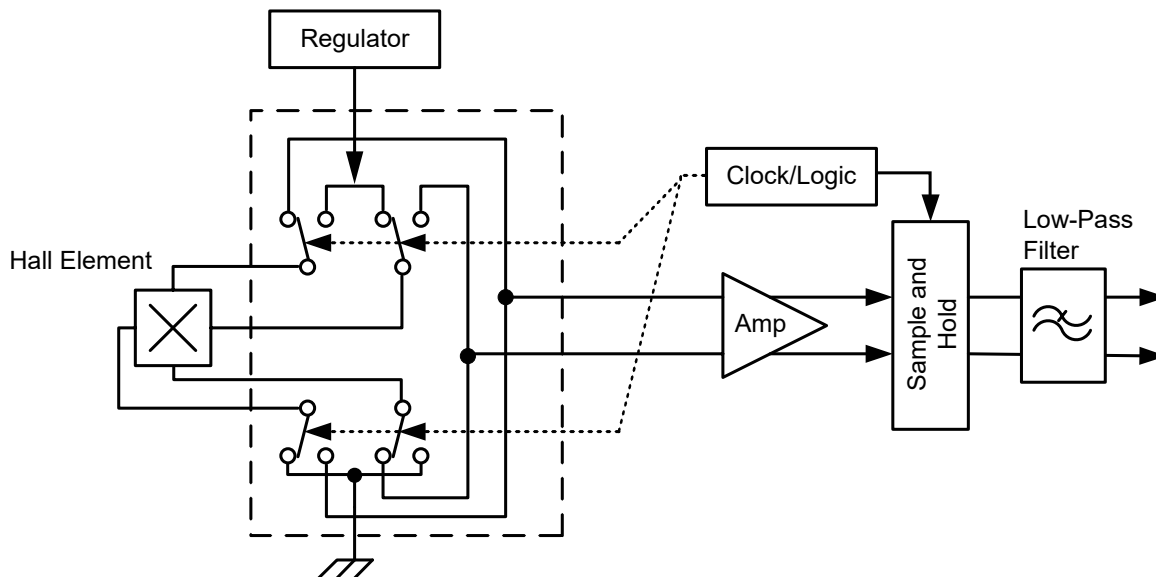 Regulator
Clock/Logic
Hall Element
Low-Pass
Filter
Amp
Sample and
Hold